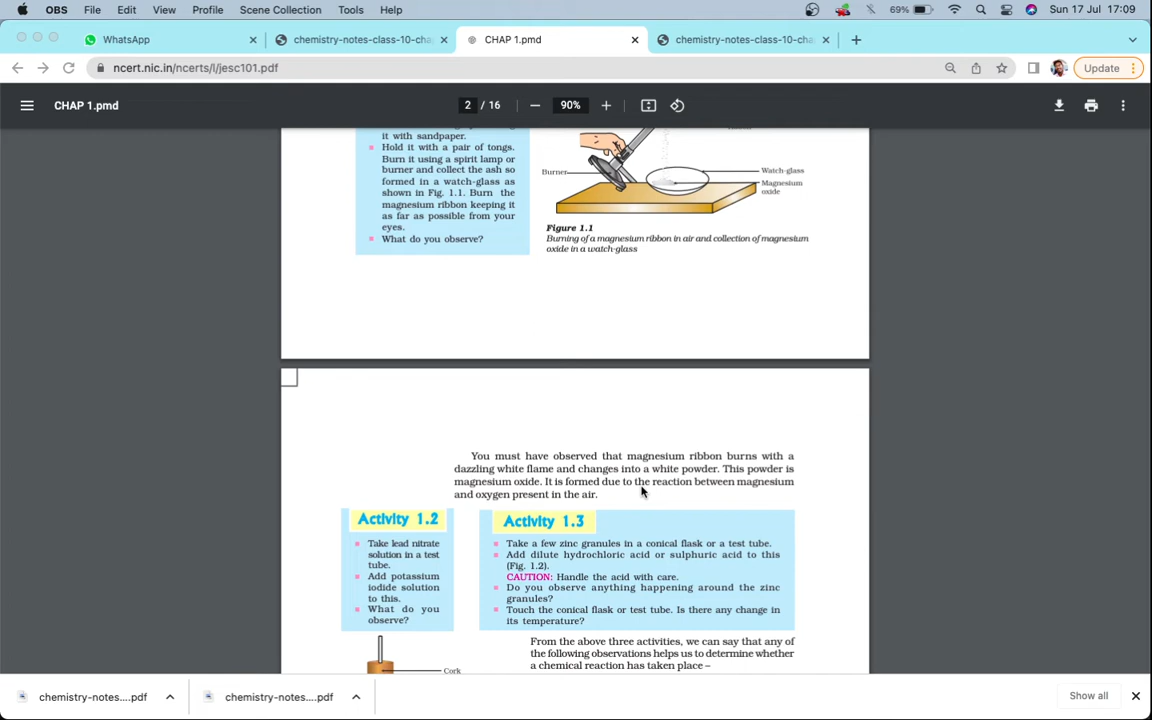 OBS File Edit View Profile Scene Collection Tools Help 69% Sun 17 Jul 17:09
WhatsApp chemistry-notes-class-10-cha CHAP 1.pmd chemistry-notes-class-10-cha
ncert.nic.in/ncerts/l/jesc101.pdf Update
CHAP 1.pmd 2 / 16 90%
it with sandpaper.
Hold it with a pair of tongs.
Burn it using a spirit lamp or
burner and collect the ash so
formed in a watch-glass as
shown in Fig. 1.1. Burn the
magnesium ribbon keeping it
as far as possible from your
eyes.
What do you observe?
Burner
Watch-glass
Magnesium
oxide
Figure 1.1
Burning of a magnesium ribbon in air and collection of magnesium
oxide in a watch-glass
You must have observed that magnesium ribbon burns with a
dazzling white flame and changes into a white powder. This powder is
magnesium oxide. It is formed due to the reaction between magnesium
and oxygen present in the air.
Activity 1.2
Take lead nitrate
solution in a test
tube.
Add potassium
iodide solution
to this.
What do you
observe?
Activity 1.3
Take a few zinc granules in a conical flask or a test tube.
Add dilute hydrochloric acid or sulphuric acid to this
(Fig. 1.2).
CAUTION: Handle the acid with care.
Do you observe anything happening around the zinc
granules?
Touch the conical flask or test tube. Is there any change in
its temperature?
Cork
From the above three activities, we can say that any of
the following observations helps us to determine whether
a chemical reaction has taken place –
chemistry-notes....pdf chemistry-notes....pdf Show all